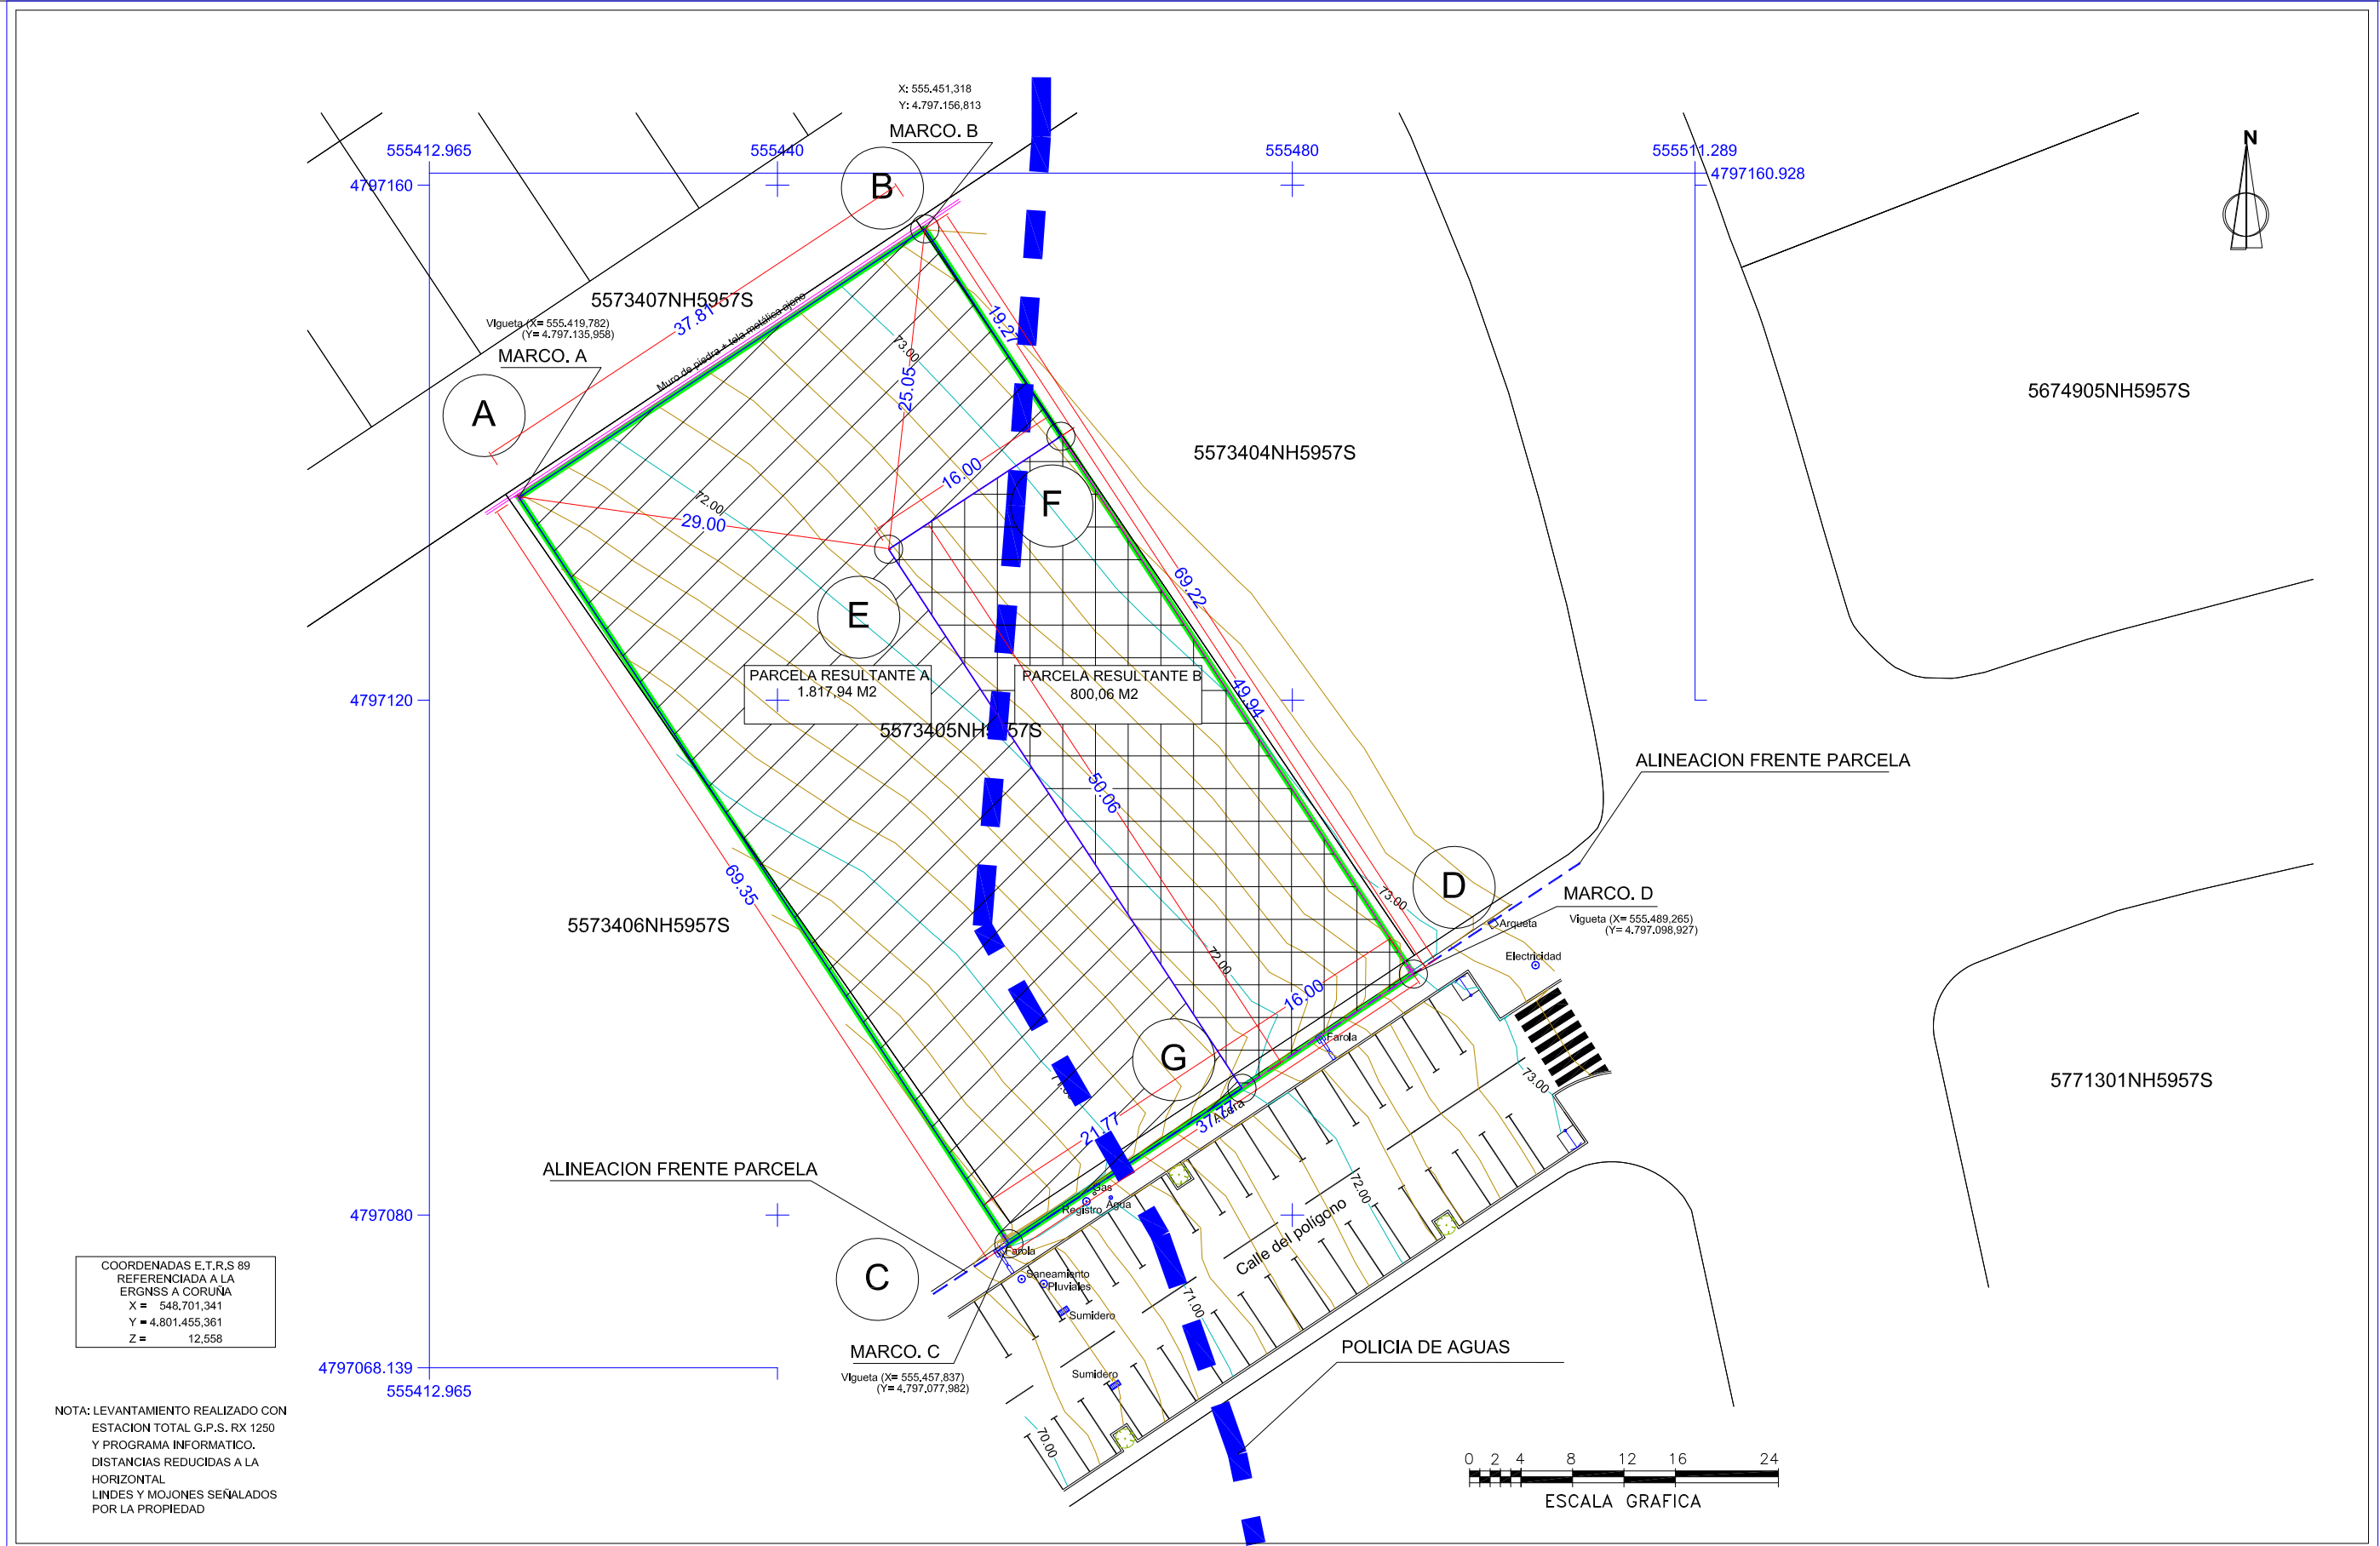 X: 555.451,318
Y: 4.797.156,813
MARCO. B
N
555412.965
555440
555480
555511.289
4797160
4797160.928
B
5573407NH5957S
37.81
Muro de piedra + tela metálica ajeno
Vigueta (X= 555.419,782)
(Y= 4.797.135,958)
MARCO. A
A
19.27
73.00
25.05
5674905NH5957S
5573404NH5957S
16.00
72.00
29.00
F
E
69.22
PARCELA RESULTANTE A
1.817,94 M2
PARCELA RESULTANTE B
800,06 M2
49.94
4797120
5573405NH5957S
ALINEACION FRENTE PARCELA
50.06
69.35
D
73.00
MARCO. D
Vigueta (X= 555.489,265)
(Y= 4.797.098,927)
Arqueta
5573406NH5957S
72.00
Electricidad
16.00
Farola
G
73.00
5771301NH5957S
21.77
37.77
Acera
ALINEACION FRENTE PARCELA
Gas
Agua
Registro
72.00
4797080
Calle del polígono
Farola
C
Saneamiento
Pluviales
71.00
Sumidero
COORDENADAS E.T.R.S 89
REFERENCIADA A LA
ERGNSS A CORUÑA
X = 548,701,341
Y = 4.801.455,361
Z = 12,558
MARCO. C
Vigueta (X= 555.457,837)
(Y= 4.797.077,982)
POLICIA DE AGUAS
4797068.139
555412.965
Sumidero
70.00
NOTA: LEVANTAMIENTO REALIZADO CON
ESTACION TOTAL G.P.S. RX 1250
Y PROGRAMA INFORMATICO.
DISTANCIAS REDUCIDAS A LA
HORIZONTAL
LINDES Y MOJONES SEÑALADOS
POR LA PROPIEDAD
0 2 4 8 12 16 24
ESCALA GRAFICA